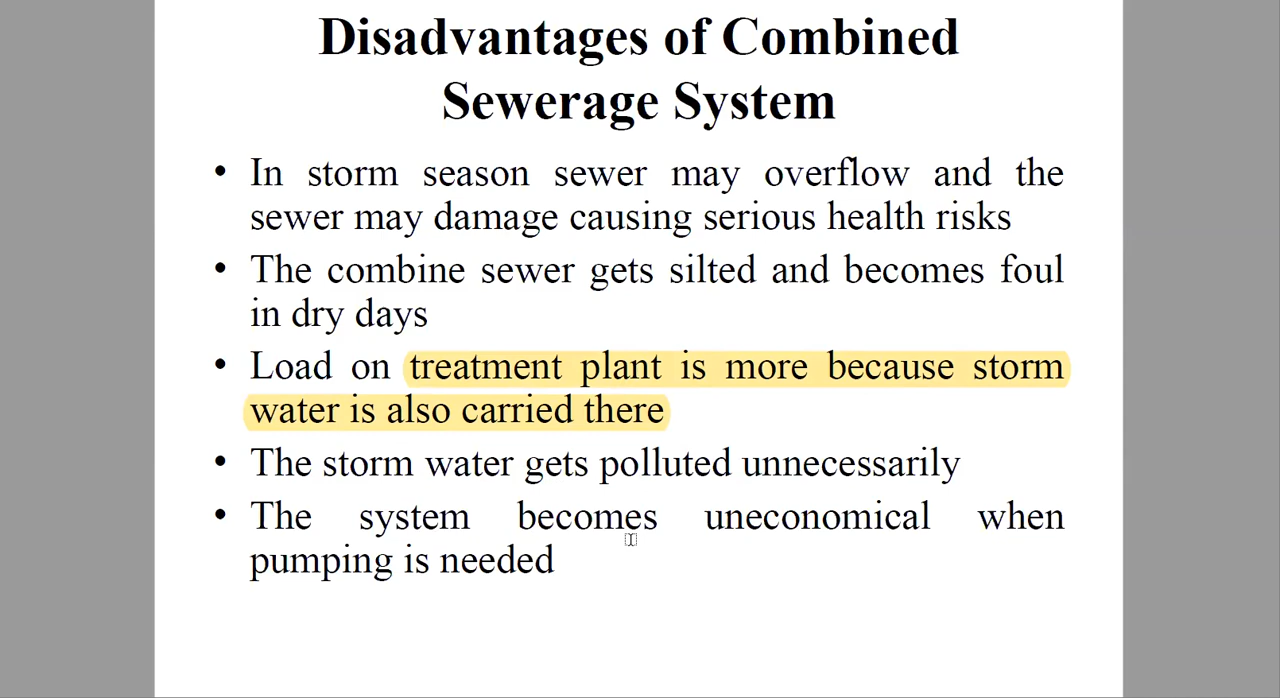 Disadvantages of Combined
Sewerage System
• In storm season sewer may overflow and the
sewer may damage causing serious health risks
• The combine sewer gets silted and becomes foul
in dry days
• Load on treatment plant is more because storm
water is also carried there
• The storm water gets polluted unnecessarily
• The system becomes uneconomical when
pumping is needed